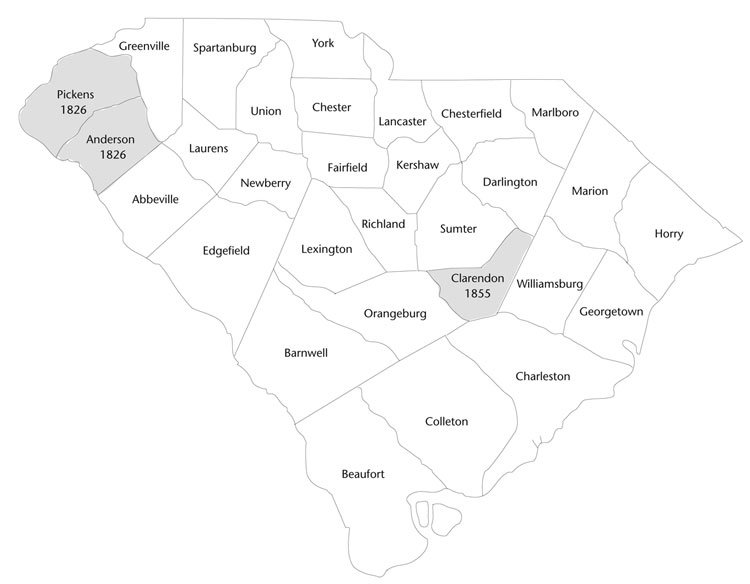 Greenville
Spartanburg
York
Pickens
1826
Union
Chester
Lancaster
Chesterfield
Marlboro
Anderson
1826
Laurens
Fairfield
Kershaw
Newberry
Darlington
Abbeville
Marion
Richland
Sumter
Horry
Edgefield
Lexington
Clarendon
1855
Williamsburg
Orangeburg
Georgetown
Barnwell
Charleston
Colleton
Beaufort